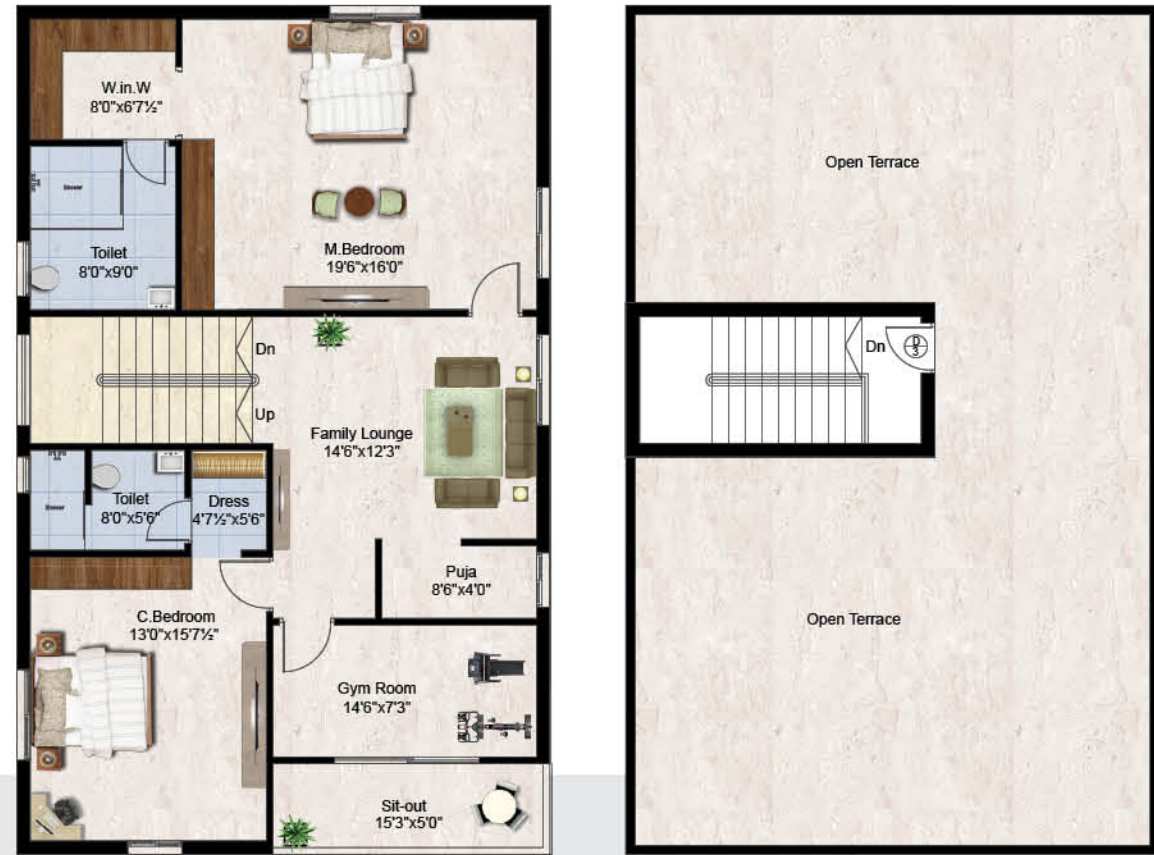 W.in.W
8'0"x6'7½"
Shower
Toilet
8'0"x9'0"
M.Bedroom
19'6"x16'0"
Dn
Up
Family Lounge
14'6"x12'3"
Shower
Toilet
8'0"x5'6"
Dress
4'7½"x5'6"
Puja
8'6"x4'0"
C.Bedroom
13'0"x15'7½"
Gym Room
14'6"x7'3"
Sit-out
15'3"x5'0"
Open Terrace
Dn
D
3
Open Terrace